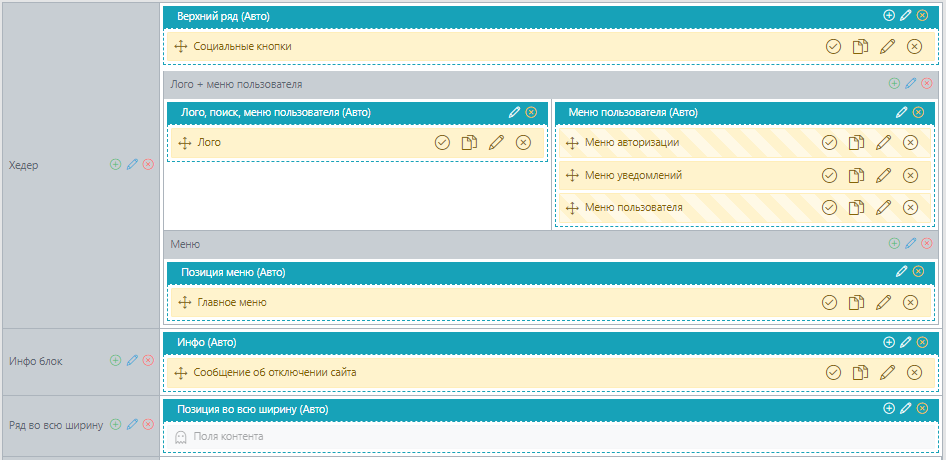 Верхний ряд (Авто)
Социальные кнопки
Хедер
Лого + меню пользователя
Лого, поиск, меню пользователя (Авто)
Лого
Меню пользователя (Авто)
Меню авторизации
Меню уведомлений
Меню пользователя
Меню
Позиция меню (Авто)
Главное меню
Инфо блок
Инфо (Авто)
Сообщение об отключении сайта
Ряд во всю ширину
Позиция во всю ширину (Авто)
Поля контента